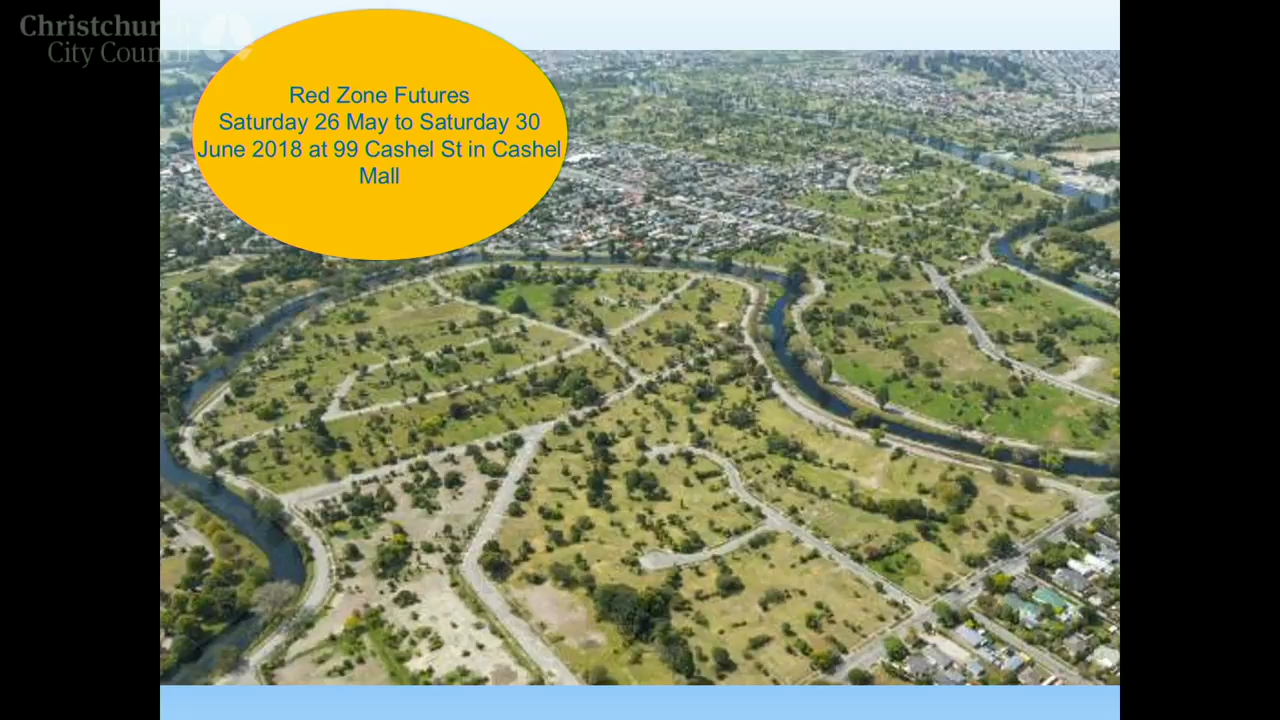 Christchurch
City Council
Red Zone Futures
Saturday 26 May to Saturday 30
June 2018 at 99 Cashel St in Cashel
Mall